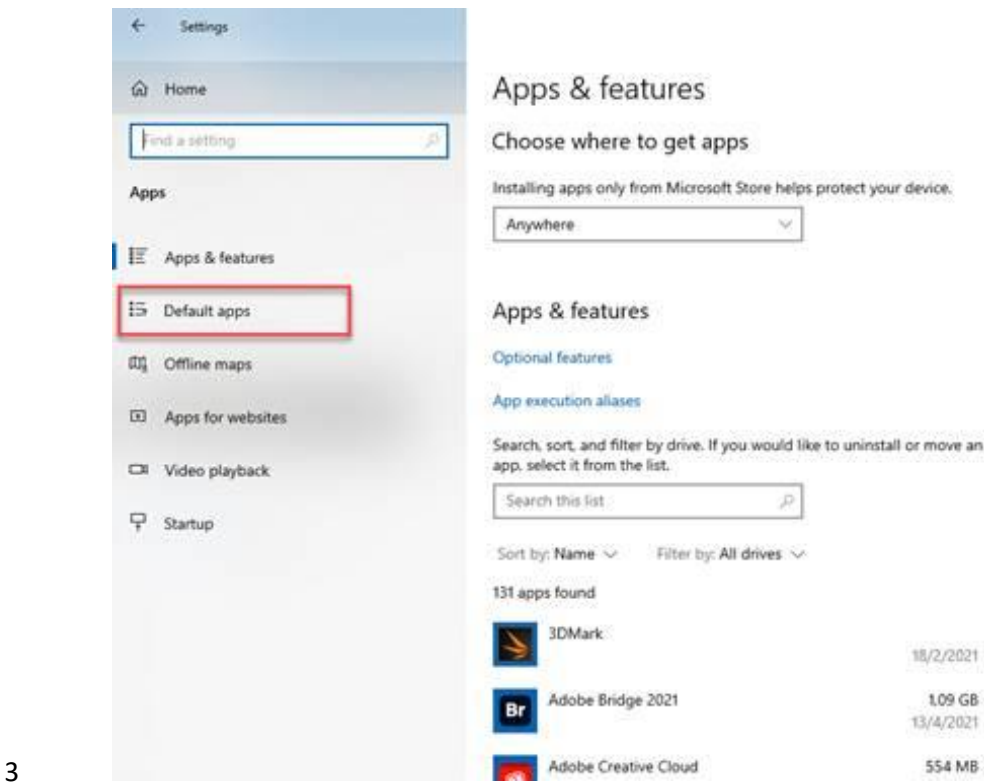 Settings
Home
Find a setting
Apps
Apps & features
Default apps
Offline maps
Apps for websites
Video playback
Startup
Apps & features
Choose where to get apps
Installing apps only from Microsoft Store helps protect your device.
Anywhere
Apps & features
Optional features
App execution aliases
Search, sort, and filter by drive. If you would like to uninstall or move an
app, select it from the list.
Search this list
Sort by: Name Filter by: All drives
131 apps found
3DMark
18/2/2021
Br Adobe Bridge 2021 1.09 GB
13/4/2021
Adobe Creative Cloud 554 MB
3